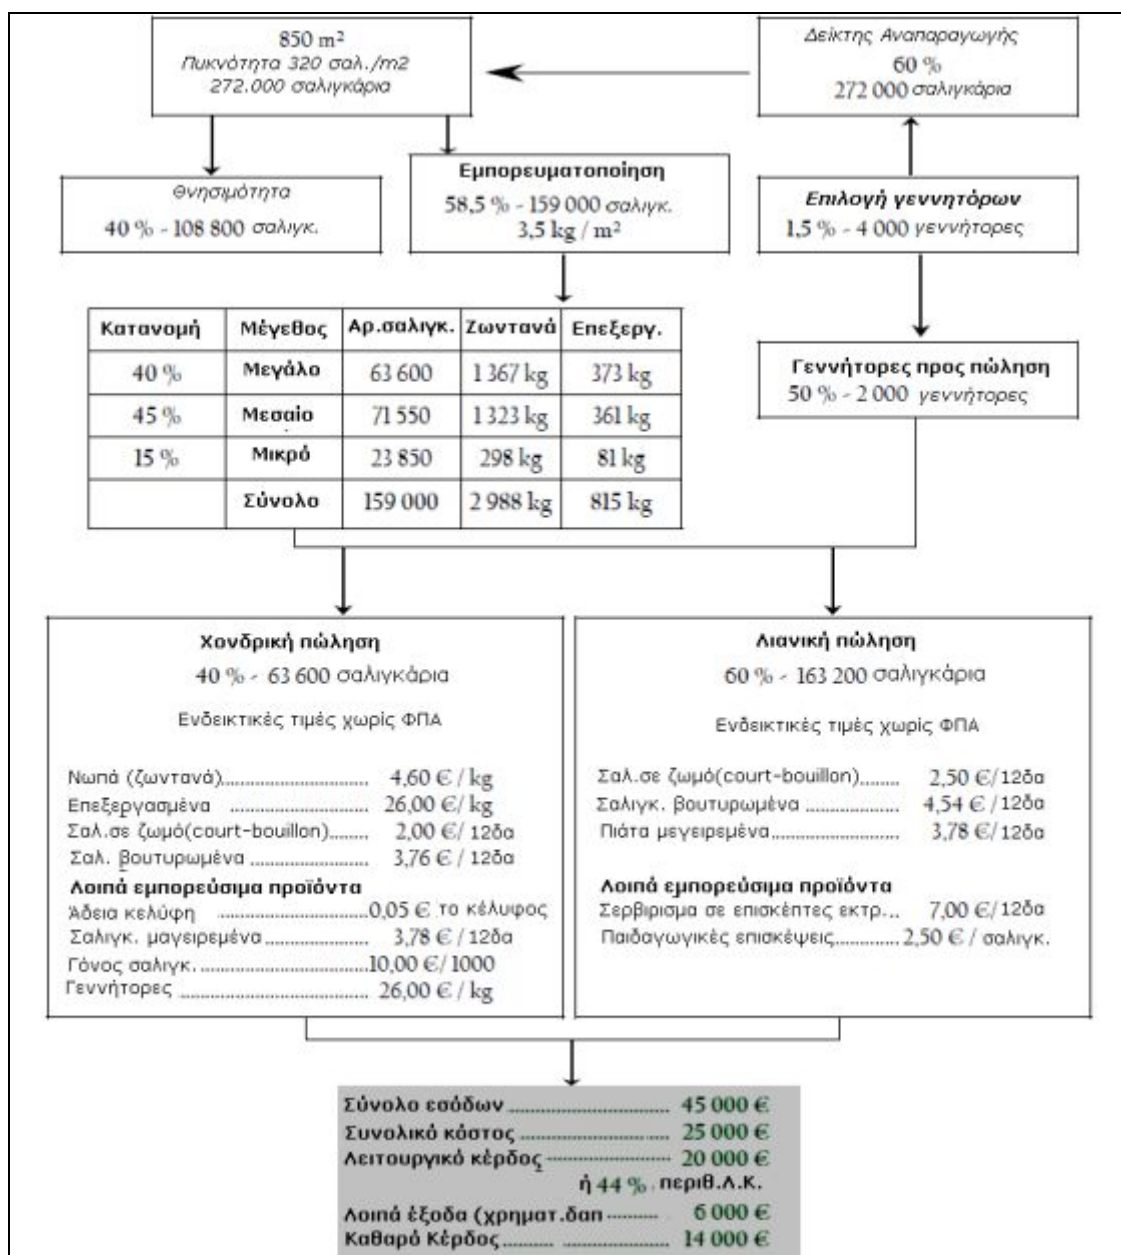 850 m²
Πυκνότητα 320 σαλ./m2
272.000 σαλιγκάρια
Δείκτης Αναπαραγωγής
60 %
272 000 σαλιγκάρια
Θνησιμότητα
40 % - 108 800 σαλιγκ.
Εμπορευματοποίηση
58,5 % - 159 000 σαλιγκ.
3,5 kg / m²
Επιλογή γεννητόρων
1,5 % - 4 000 γεννήτορες
Γεννήτορες προς πώληση
50 % - 2 000 γεννήτορες
Κατανομή Μέγεθος Αρ.σαλιγκ. Ζωντανά Επεξεργ.
40 % Μεγάλο 63 600 1 367 kg 373 kg
45 % Μεσαίο 71 550 1 323 kg 361 kg
15 % Μικρό 23 850 298 kg 81 kg
Σύνολο 159 000 2 988 kg 815 kg
Χονδρική πώληση
40 % - 63 600 σαλιγκάρια
Ενδεικτικές τιμές χωρίς ΦΠΑ
Νωπά (ζωντανά)..................... 4,60 € / kg
Επεξεργασμένα ..................... 26,00 €/ kg
Σαλ.σε ζωμό(court-bouillon)....... 2,00 €/ 12δα
Σαλ. βουτυρωμένα ................. 3,76 € / 12δα
Λοιπά εμπορεύσιμα προϊόντα
Άδεια κελύφη .....................0,05 € το κέλυφος
Σαλιγκ. μαγειρεμένα............... 3,78 € / 12δα
Γόνος σαλιγκ. .....................10,00 €/ 1000
Γεννήτορες ........................ 26,00 € / kg
Λιανική πώληση
60 % - 163 200 σαλιγκάρια
Ενδεικτικές τιμές χωρίς ΦΠΑ
Σαλ.σε ζωμό(court-bouillon)........ 2,50 €/12δα
Σαλιγκ. βουτυρωμένα ................ 4,54 € /12δα
Πιάτα μεγειρεμένα.................. 3,78 €/ 12δα
Λοιπά εμπορεύσιμα προϊόντα
Σερβιρισμα σε επισκέπτες εκτρ... 7,00 €/ 12δα
Παιδαγωγικές επισκέψεις............. 2,50 € / σαλιγκ.
Σύνολο εσόδων .......................... 45 000 €
Συνολικό κόστος ....................... 25 000 €
Λειτουργικό κέρδος .................... 20 000 €
ή 44 % . περιθ.Λ.Κ.
Λοιπά έξοδα (χρηματ.δαπ .......... 6 000 €
Καθαρό Κέρδος........ ................. 14 000 €